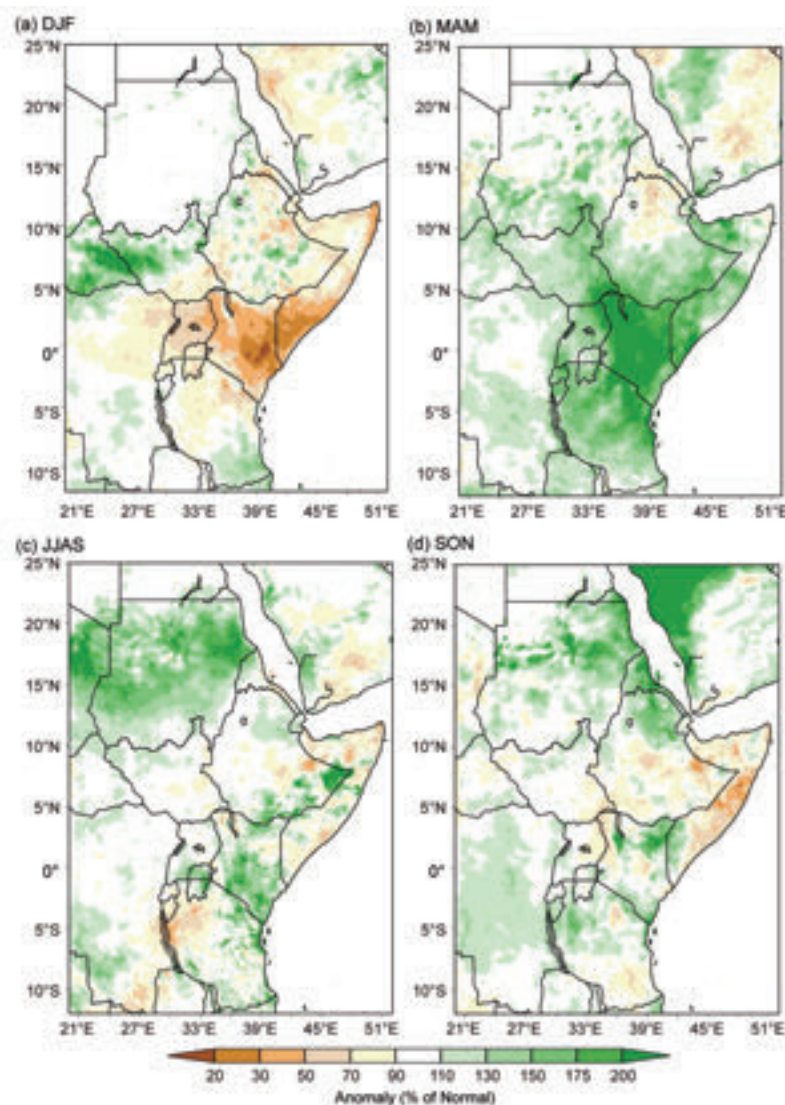 (a) DJF
(b) MAM
25°N
20°N
15°N
10°N
5°N
0°
5°S
10°S
21°E 27°E 33°E 39°E 45°E 51°E
25°N
20°N
15°N
10°N
5°N
0°
5°S
10°S
21°E 27°E 33°E 39°E 45°E 51°E
(c) JJAS
(d) SON
25°N
20°N
15°N
10°N
5°N
0°
5°S
10°S
21°E 27°E 33°E 39°E 45°E 51°E
25°N
20°N
15°N
10°N
5°N
0°
5°S
10°S
21°E 27°E 33°E 39°E 45°E 51°E
20 30 50 70 90 110 130 150 175 200
Anomaly (% of Normal)